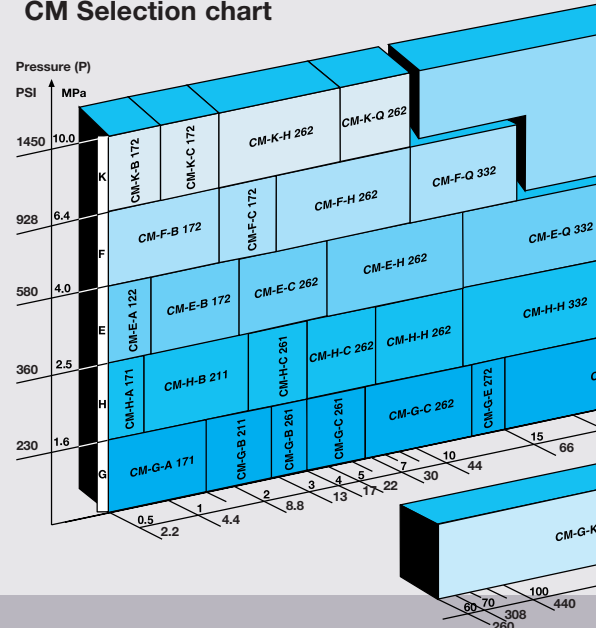 CM Selection chart
Pressure (P)
PSI MPa
1450 10.0
928 6.4
580 4.0
360 2.5
230 1.6
K
CM-K-B 172
CM-K-C 172
CM-K-H 262
CM-K-Q 262
F
CM-F-B 172
CM-F-C 172
CM-F-H 262
CM-F-Q 332
E
CM-E-A 122
CM-E-B 172
CM-E-C 262
CM-E-H 262
CM-E-Q 332
H
CM-H-A 171
CM-H-B 211
CM-H-C 261
CM-H-C 262
CM-H-H 262
CM-H-H 332
G
CM-G-A 171
CM-G-B 211
CM-G-B 261
CM-G-C 261
CM-G-C 262
CM-G-E 272
C
0.5 1 2 3 4 5 7 10 15
2.2 4.4 8.8 13 17 22 30 44 66
CM-G-K
60 70 100
260 308 440